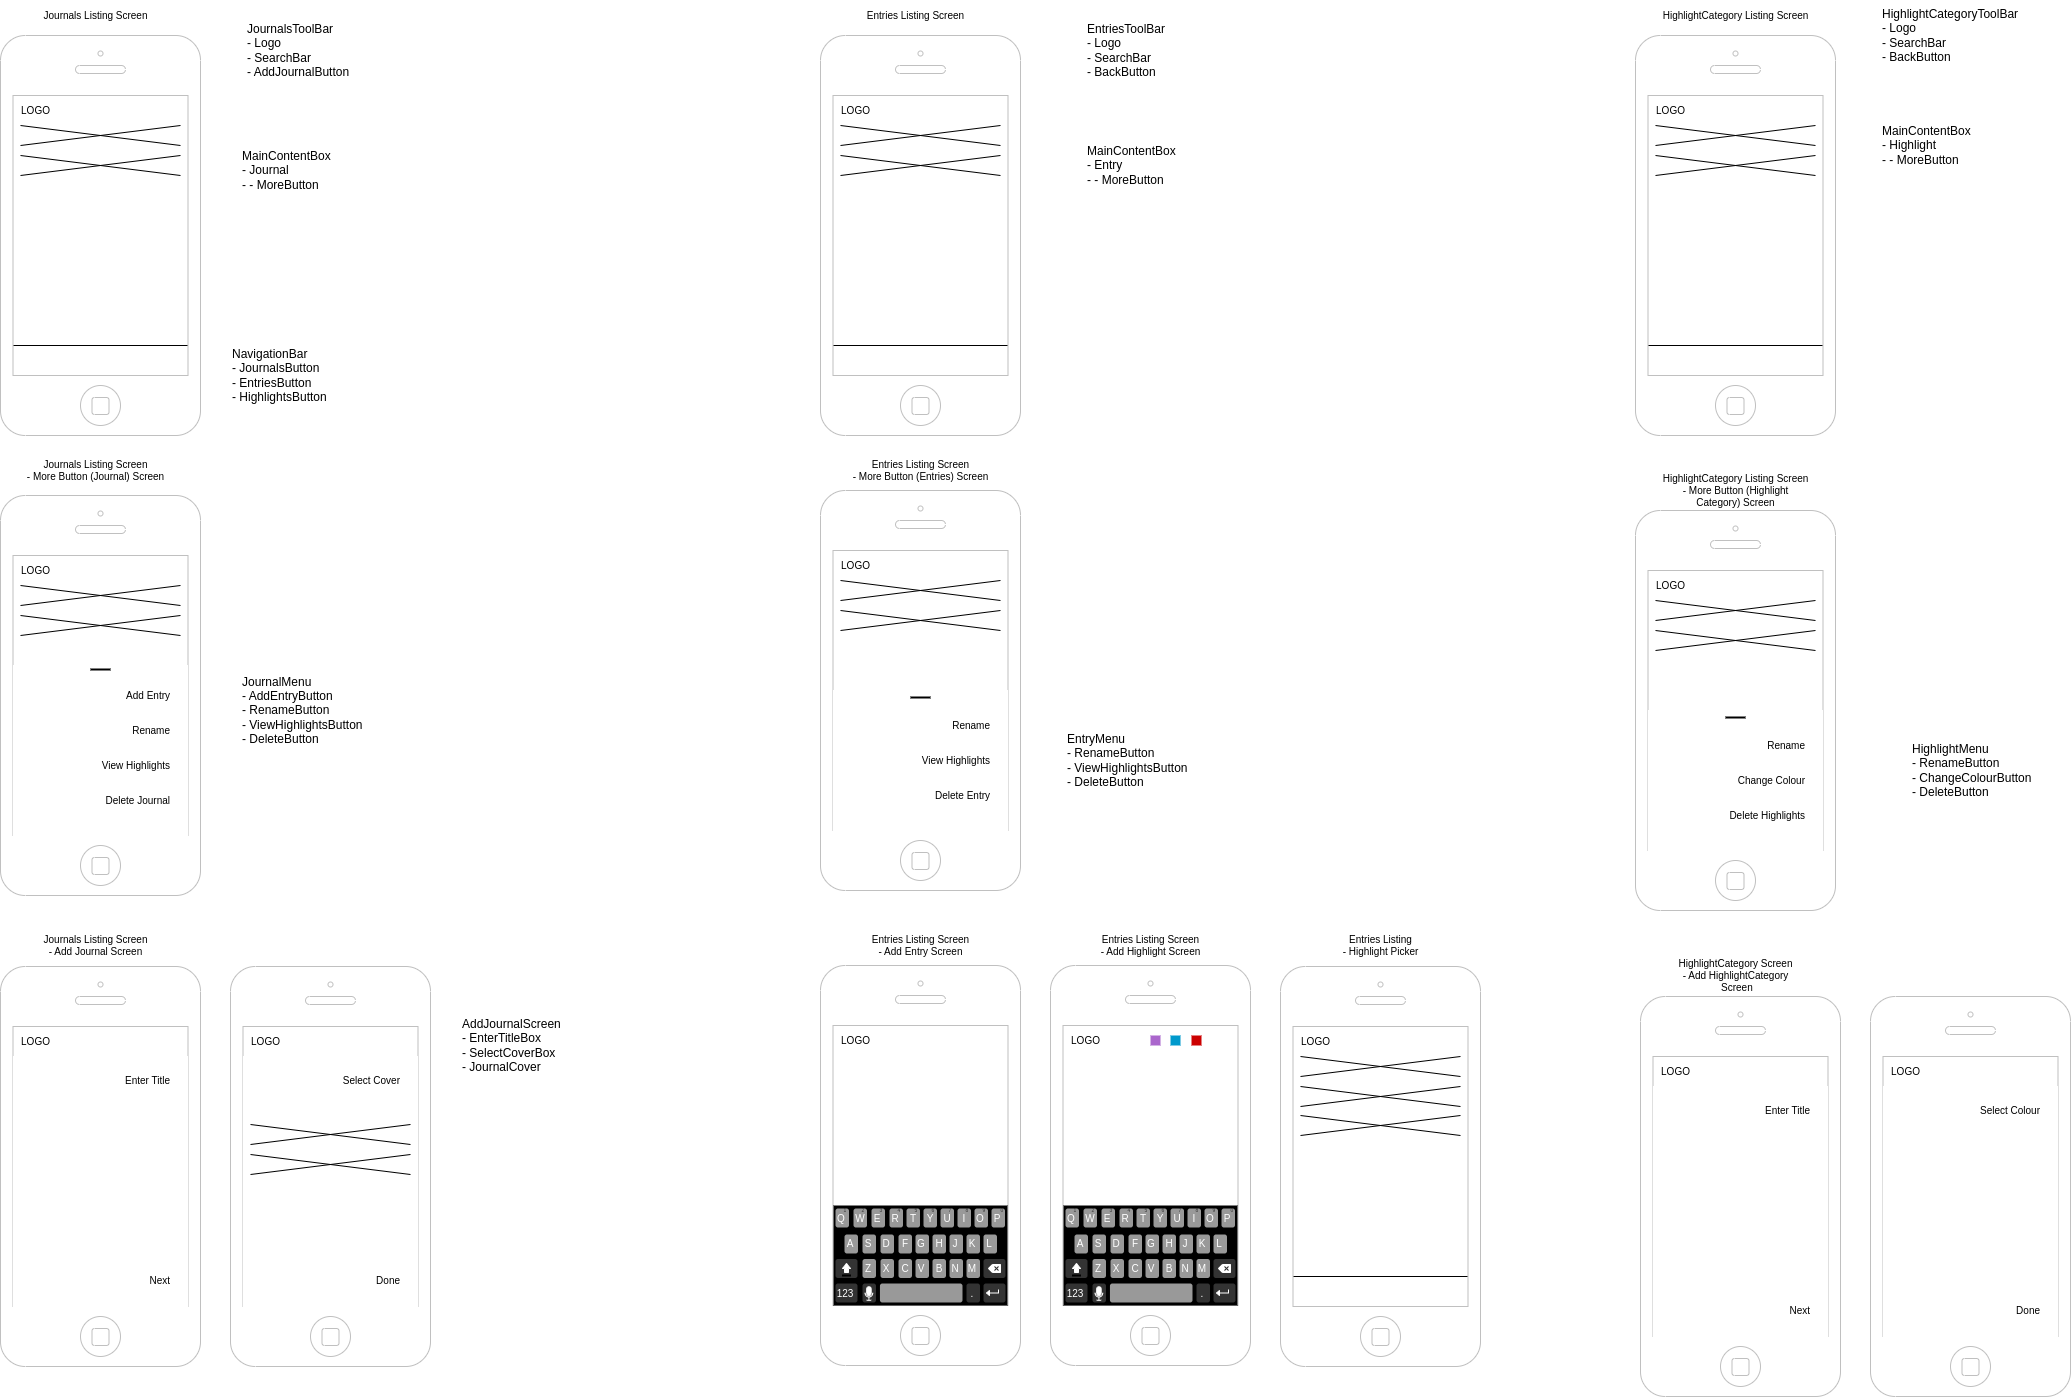 Journals Listing Screen
JournalsToolBar
- Logo
- SearchBar
- AddJournalButton
LOGO
MainContentBox
- Journal
- - MoreButton
NavigationBar
- JournalsButton
- EntriesButton
- HighlightsButton
Entries Listing Screen
EntriesToolBar
- Logo
- SearchBar
- BackButton
LOGO
MainContentBox
- Entry
- - MoreButton
HighlightCategory Listing Screen
HighlightCategoryToolBar
- Logo
- SearchBar
- BackButton
LOGO
MainContentBox
- Highlight
- - MoreButton
Journals Listing Screen
- More Button (Journal) Screen
LOGO
Add Entry
Rename
View Highlights
Delete Journal
JournalMenu
- AddEntryButton
- RenameButton
- ViewHighlightsButton
- DeleteButton
Entries Listing Screen
- More Button (Entries) Screen
LOGO
Rename
View Highlights
Delete Entry
EntryMenu
- RenameButton
- ViewHighlightsButton
- DeleteButton
HighlightCategory Listing Screen
- More Button (Highlight
Category) Screen
LOGO
Rename
Change Colour
Delete Highlights
HighlightMenu
- RenameButton
- ChangeColourButton
- DeleteButton
Journals Listing Screen
- Add Journal Screen
LOGO
Enter Title
Next
LOGO
Select Cover
Done
AddJournalScreen
- EnterTitleBox
- SelectCoverBox
- JournalCover
Entries Listing Screen
- Add Entry Screen
LOGO
Q W E R T Y U I O P
A S D F G H J K L
Z X C V B N M
123 .
Entries Listing Screen
- Add Highlight Screen
LOGO
Q W E R T Y U I O P
A S D F G H J K L
Z X C V B N M
123 .
Entries Listing
- Highlight Picker
LOGO
HighlightCategory Screen
- Add HighlightCategory
Screen
LOGO
Enter Title
Next
LOGO
Select Colour
Done